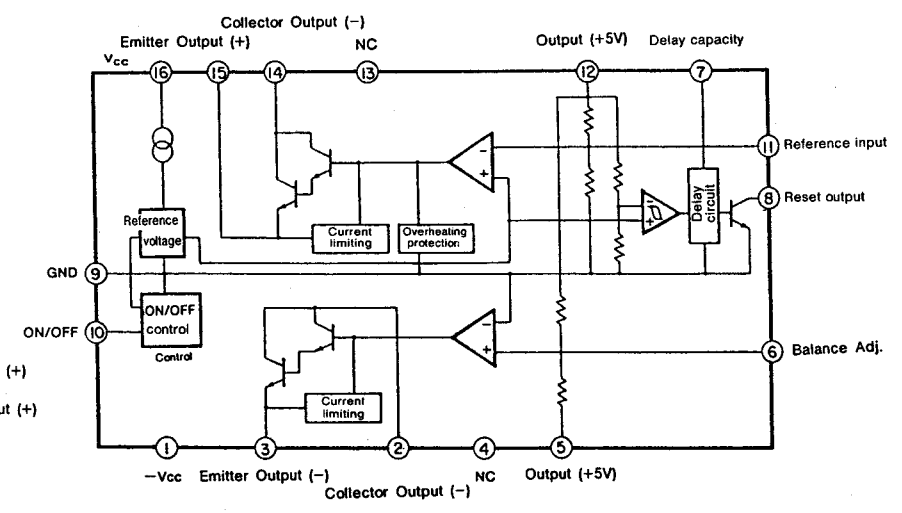 Collector Output (−)
Emitter Output (+)
NC
Output (+5V)
Delay capacity
Vcc
16
15
14
13
12
7
11
Reference input
8
Reset output
Reference
voltage
Current
limiting
Overheating
protection
Delay
circuit
GND
9
ON/OFF
10
ON/OFF
control
Control
6
Balance Adj.
(+)
ut (+)
Current
limiting
1
3
2
4
5
−Vcc
Emitter Output (−)
NC
Output (+5V)
Collector Output (−)